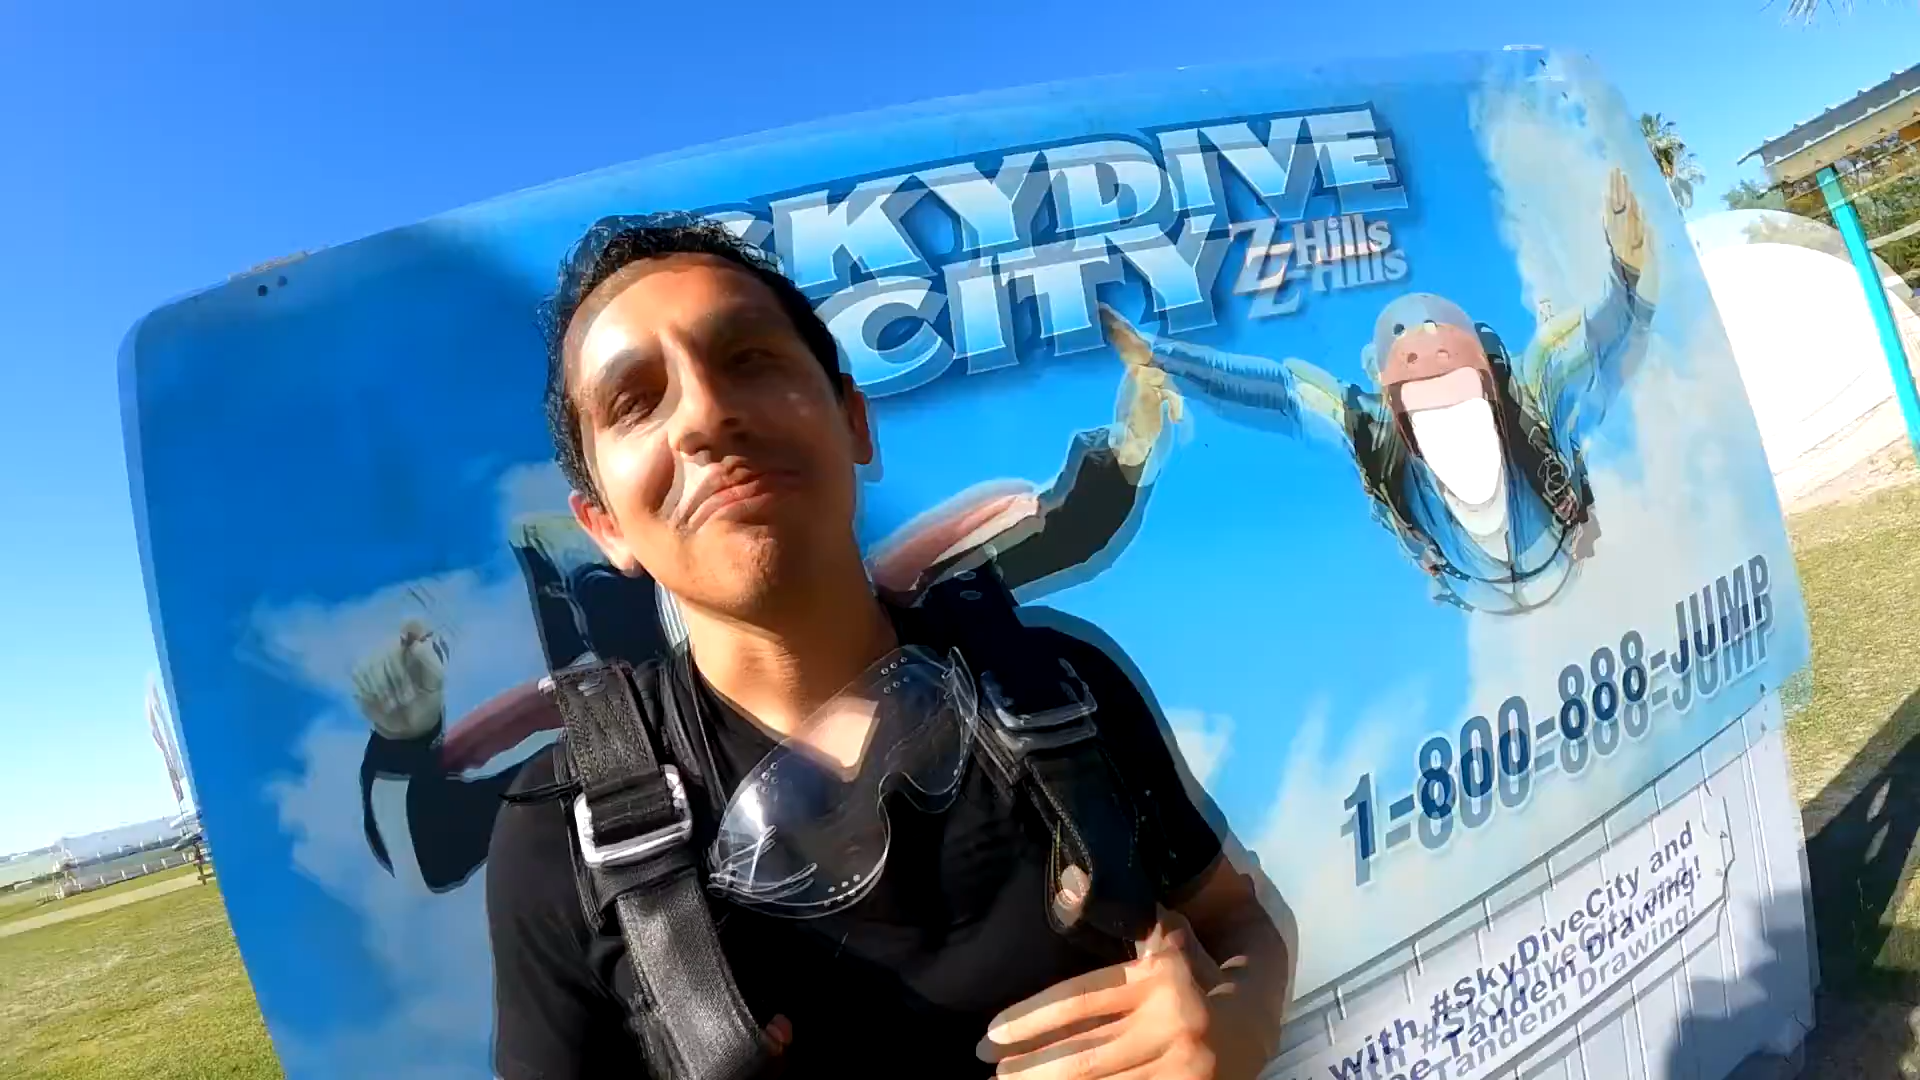 SKYDIVE
CITY Z-Hills
1-800-888-JUMP
with #SkyDiveCity and
Tandem Drawing!